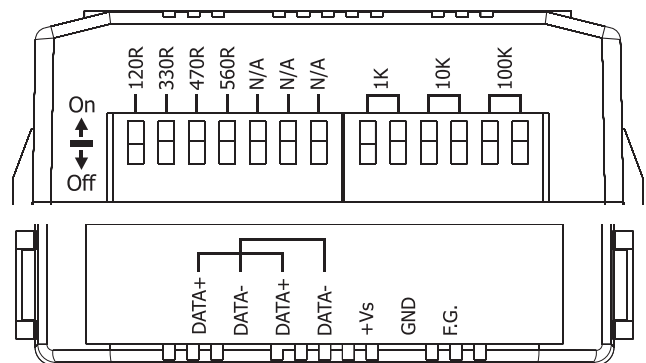 120R 330R 470R 560R N/A N/A N/A 1K 10K 100K
On
Off
DATA+ DATA- DATA+ DATA- +Vs GND F.G.